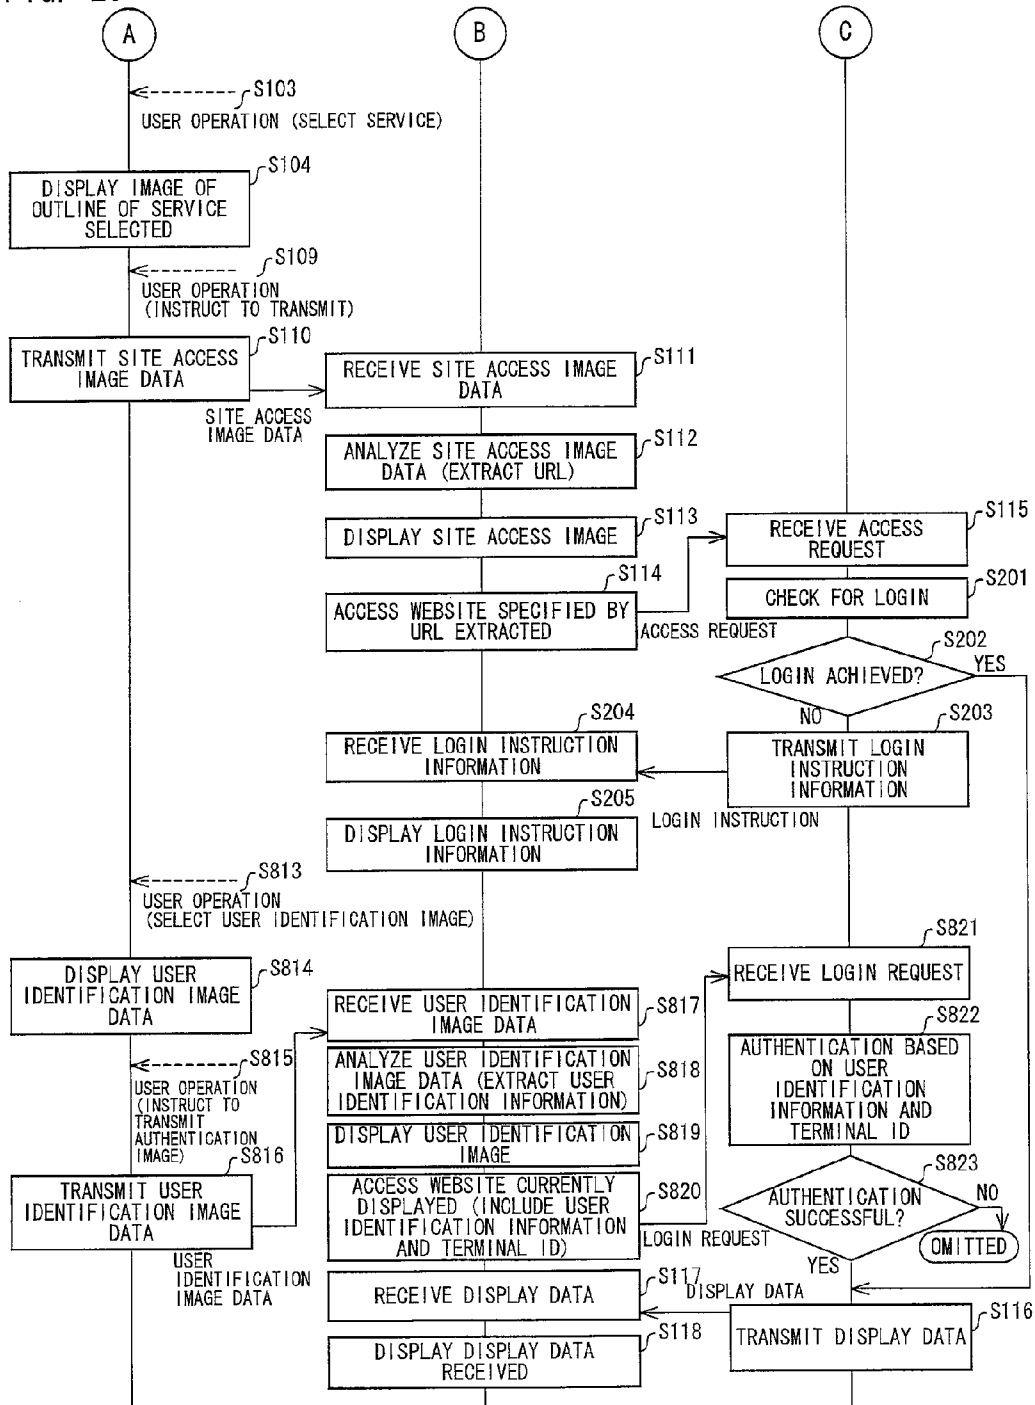 A
B
C
S103
USER OPERATION (SELECT SERVICE)
S104
DISPLAY IMAGE OF
OUTLINE OF SERVICE
SELECTED
S109
USER OPERATION
(INSTRUCT TO TRANSMIT)
S110
TRANSMIT SITE ACCESS
IMAGE DATA
SITE ACCESS
IMAGE DATA
S111
RECEIVE SITE ACCESS IMAGE
DATA
S112
ANALYZE SITE ACCESS IMAGE
DATA (EXTRACT URL)
S113
DISPLAY SITE ACCESS IMAGE
S114
ACCESS WEBSITE SPECIFIED BY
URL EXTRACTED
ACCESS REQUEST
S115
RECEIVE ACCESS
REQUEST
S201
CHECK FOR LOGIN
S202
LOGIN ACHIEVED?
YES
NO
S203
TRANSMIT LOGIN
INSTRUCTION
INFORMATION
LOGIN INSTRUCTION
S204
RECEIVE LOGIN INSTRUCTION
INFORMATION
S205
DISPLAY LOGIN INSTRUCTION
INFORMATION
S813
USER OPERATION
(SELECT USER IDENTIFICATION IMAGE)
S814
DISPLAY USER
IDENTIFICATION IMAGE
DATA
S815
USER OPERATION
(INSTRUCT TO
TRANSMIT
AUTHENTICATION
IMAGE)
S816
TRANSMIT USER
IDENTIFICATION IMAGE
DATA
USER
IDENTIFICATION
IMAGE DATA
S817
RECEIVE USER IDENTIFICATION
IMAGE DATA
S818
ANALYZE USER IDENTIFICATION
IMAGE DATA (EXTRACT USER
IDENTIFICATION INFORMATION)
S819
DISPLAY USER IDENTIFICATION
IMAGE
S820
ACCESS WEBSITE CURRENTLY
DISPLAYED (INCLUDE USER
IDENTIFICATION INFORMATION
AND TERMINAL ID)
LOGIN REQUEST
S821
RECEIVE LOGIN REQUEST
S822
AUTHENTICATION BASED
ON USER
IDENTIFICATION
INFORMATION AND
TERMINAL ID
S823
AUTHENTICATION
SUCCESSFUL?
NO
OMITTED
YES
S117
RECEIVE DISPLAY DATA
DISPLAY DATA
S116
TRANSMIT DISPLAY DATA
S118
DISPLAY DISPLAY DATA
RECEIVED